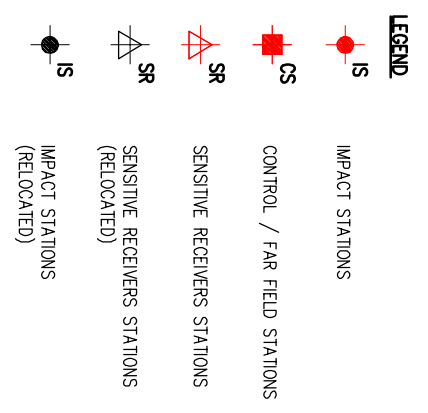 LEGEND
IS IMPACT STATIONS
CS CONTROL / FAR FIELD STATIONS
SR SENSITIVE RECEIVERS STATIONS
SR SENSITIVE RECEIVERS STATIONS
(RELOCATED)
IS IMPACT STATIONS
(RELOCATED)